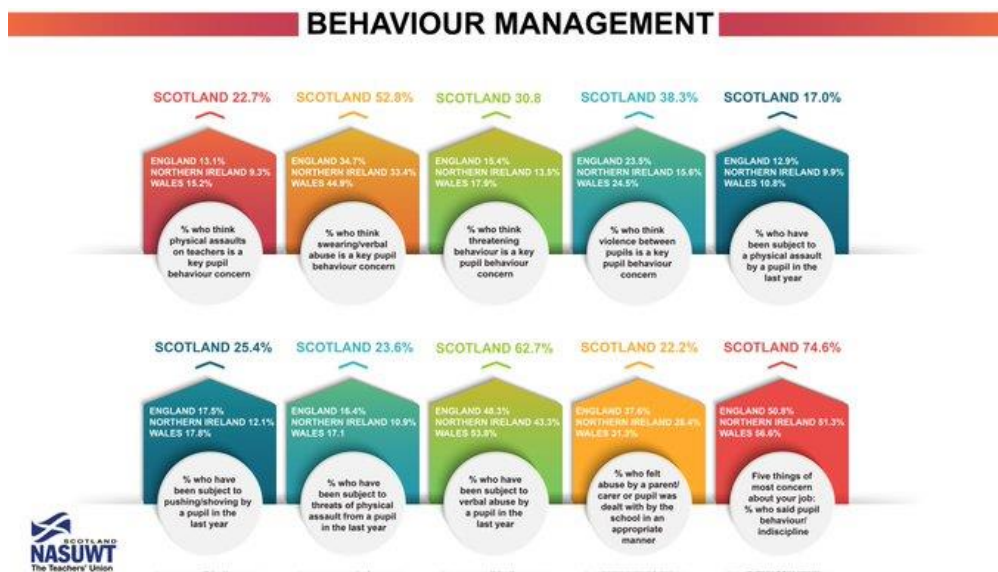 BEHAVIOUR MANAGEMENT
SCOTLAND 22.7%
ENGLAND 13.1%
NORTHERN IRELAND 9.3%
WALES 15.2%
% who think
physical assaults
on teachers is a
key pupil
behaviour concern
SCOTLAND 52.8%
ENGLAND 34.7%
NORTHERN IRELAND 33.4%
WALES 44.9%
% who think
swearing/verbal
abuse is a key pupil
behaviour concern
SCOTLAND 30.8
ENGLAND 15.4%
NORTHERN IRELAND 13.5%
WALES 17.9%
% who think
threatening
behaviour is a key
pupil behaviour
concern
SCOTLAND 38.3%
ENGLAND 23.5%
NORTHERN IRELAND 15.6%
WALES 24.5%
% who think
violence between
pupils is a key
pupil behaviour
concern
SCOTLAND 17.0%
ENGLAND 12.9%
NORTHERN IRELAND 9.9%
WALES 10.8%
% who have
been subject to
a physical assault
by a pupil in the
last year
SCOTLAND 25.4%
ENGLAND 17.5%
NORTHERN IRELAND 12.1%
WALES 17.8%
% who have
been subject to
pushing/shoving by
a pupil in the
last year
SCOTLAND 23.6%
ENGLAND 16.4%
NORTHERN IRELAND 10.9%
WALES 17.1
% who have
been subject to
threats of physical
assault from a pupil
in the last year
SCOTLAND 62.7%
ENGLAND 48.3%
NORTHERN IRELAND 43.3%
WALES 53.8%
% who have
been subject to
verbal abuse by
a pupil in the
last year
SCOTLAND 22.2%
ENGLAND 37.6%
NORTHERN IRELAND 28.4%
WALES 31.3%
% who felt
abuse by a parent/
carer or pupil was
dealt with by the
school in an
appropriate
manner
SCOTLAND 74.6%
ENGLAND 50.8%
NORTHERN IRELAND 51.3%
WALES 56.6%
Five things of
most concern
about your job:
% who said pupil
behaviour/
indiscipline
SCOTLAND
NASUWT
The Teachers' Union